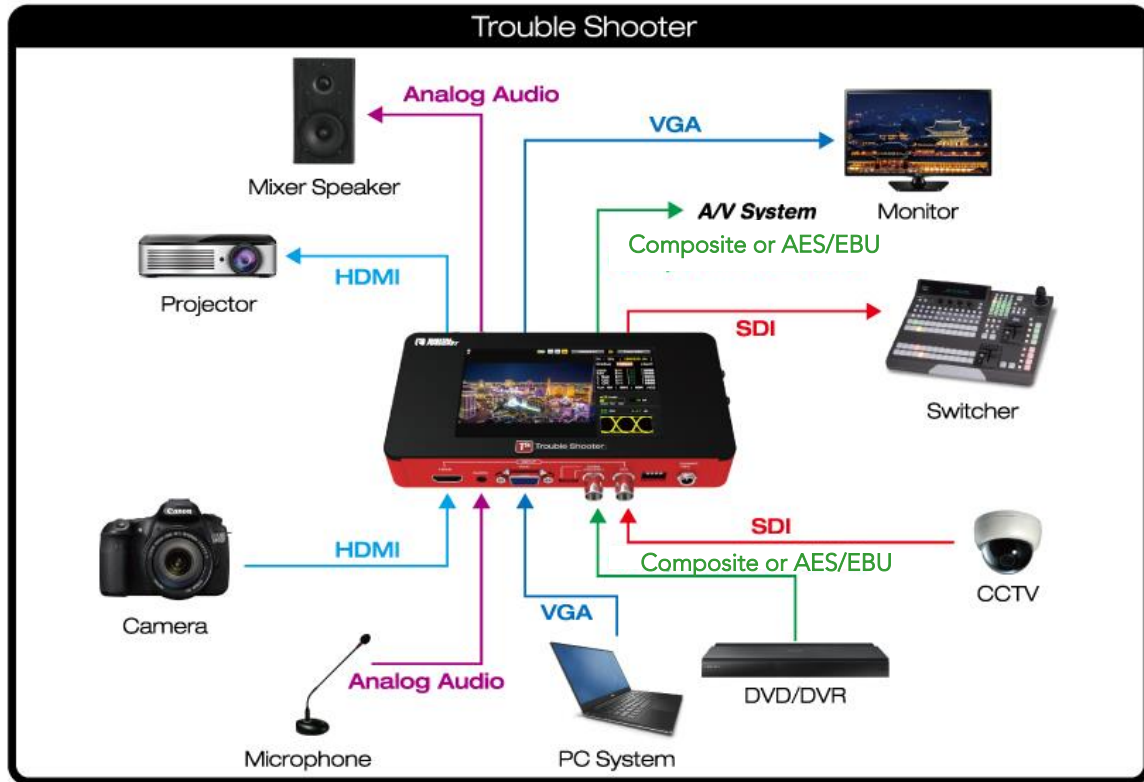 Trouble Shooter
Analog Audio
VGA
Mixer Speaker
A/V System
Monitor
Composite or AES/EBU
Projector
HDMI
SDI
Switcher
Trouble Shooter
Canon
HDMI
SDI
Composite or AES/EBU
CCTV
VGA
Camera
Analog Audio
DVD/DVR
Microphone
PC System